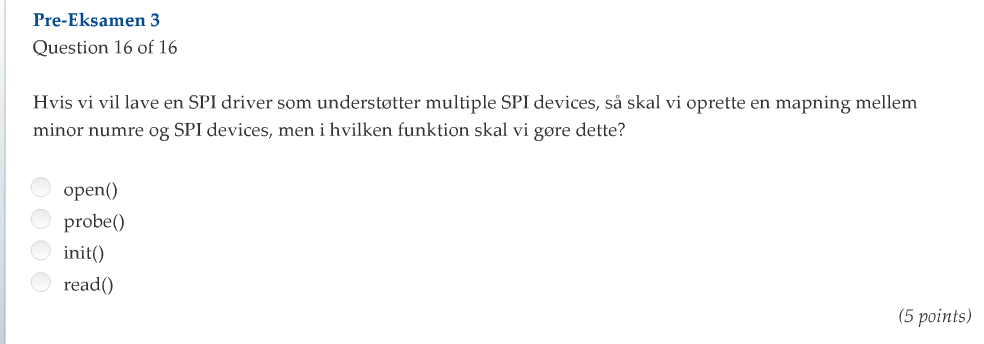 Pre-Eksamen 3
Question 16 of 16
Hvis vi vil lave en SPI driver som understøtter multiple SPI devices, så skal vi oprette en mapning mellem
minor numre og SPI devices, men i hvilken funktion skal vi gøre dette?
open()
probe()
init()
read()
(5 points)